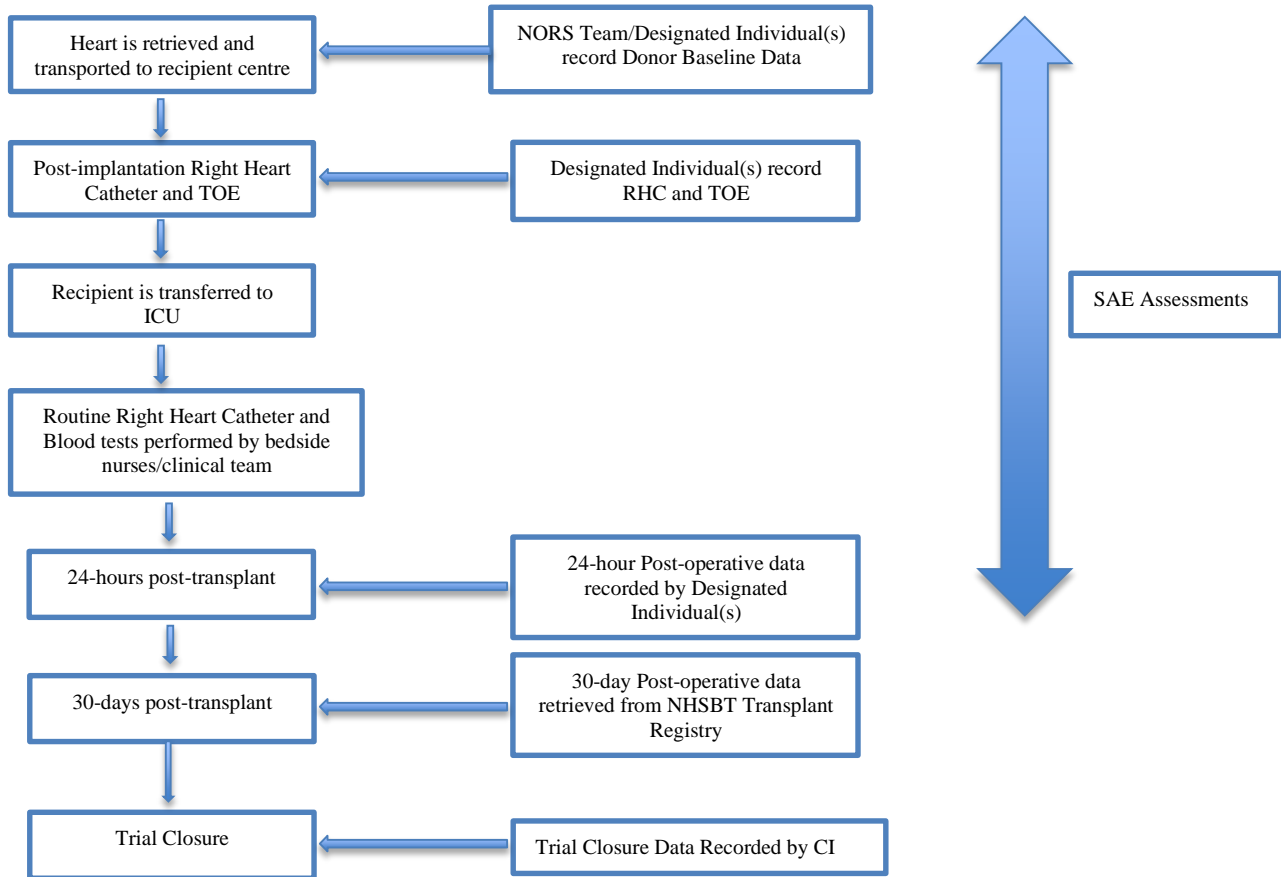 Heart is retrieved and
transported to recipient centre
NORS Team/Designated Individual(s)
record Donor Baseline Data
Post-implantation Right Heart
Catheter and TOE
Designated Individual(s) record
RHC and TOE
Recipient is transferred to
ICU
SAE Assessments
Routine Right Heart Catheter and
Blood tests performed by bedside
nurses/clinical team
24-hours post-transplant
24-hour Post-operative data
recorded by Designated
Individual(s)
30-days post-transplant
30-day Post-operative data
retrieved from NHSBT Transplant
Registry
Trial Closure
Trial Closure Data Recorded by CI